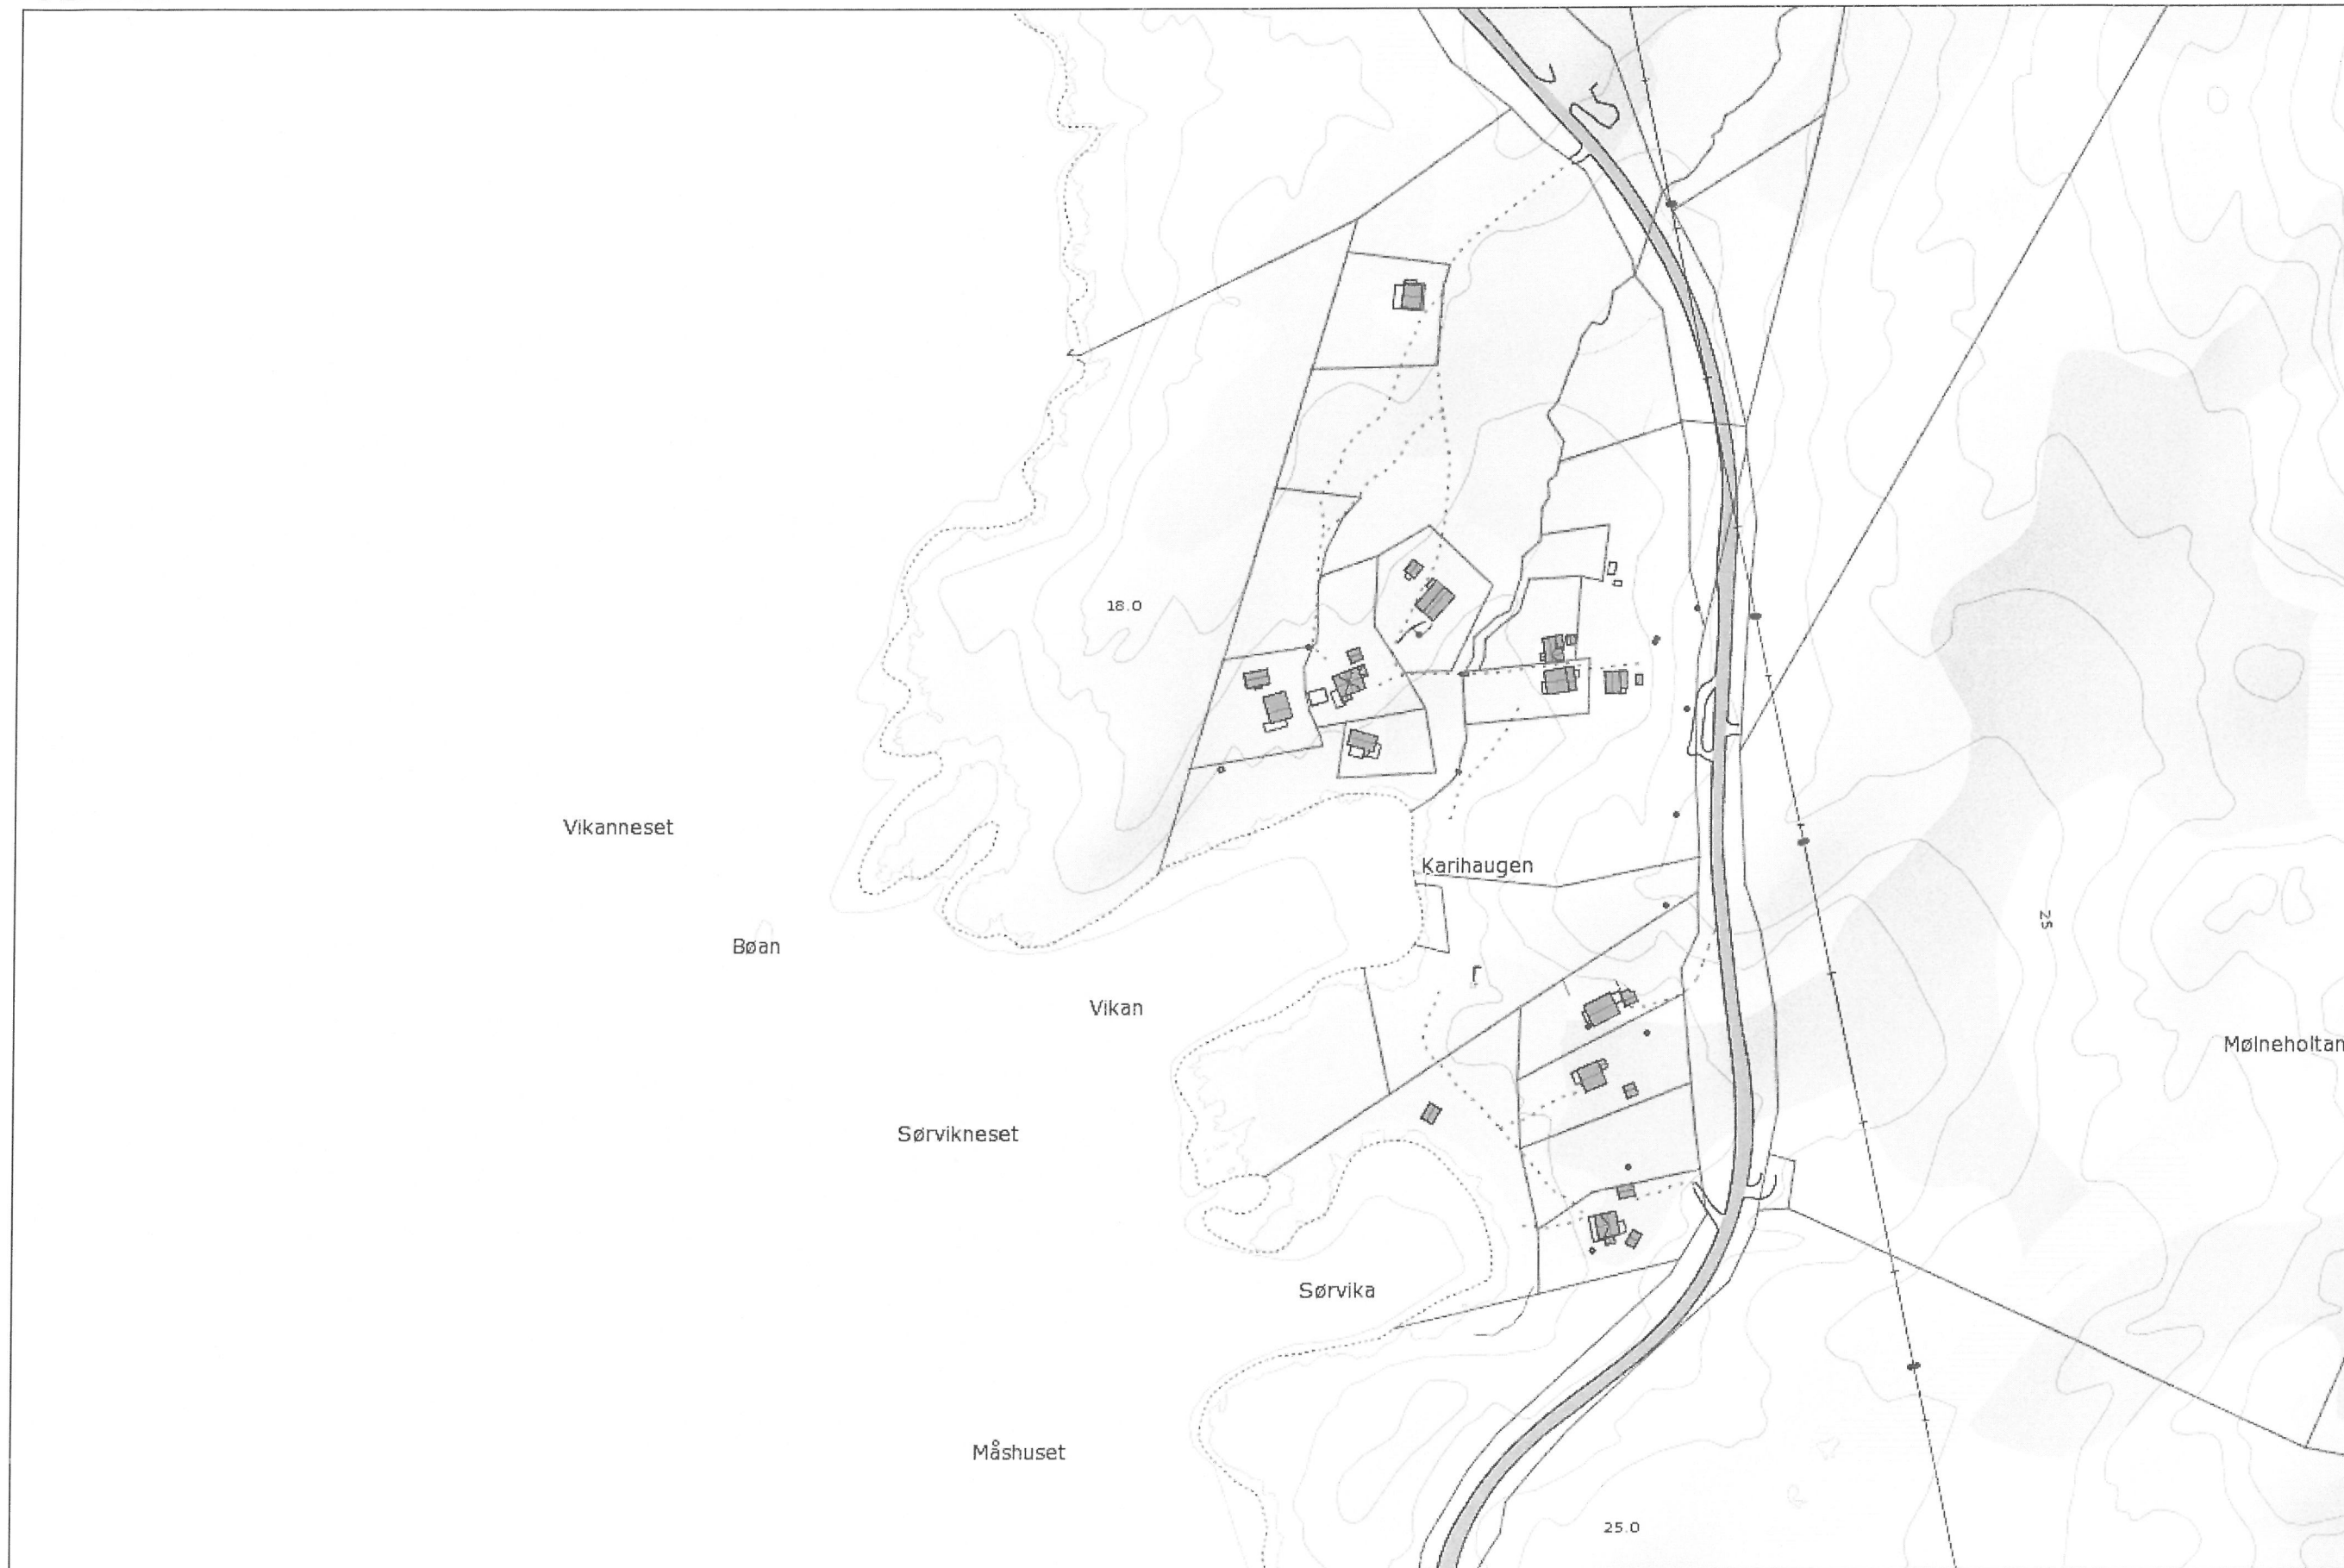 18.0
Vikanneset
Karihaugen
25
Bøan
Vikan
Mølneholtan
Sørvikneset
Sørvika
Måshuset
25.0